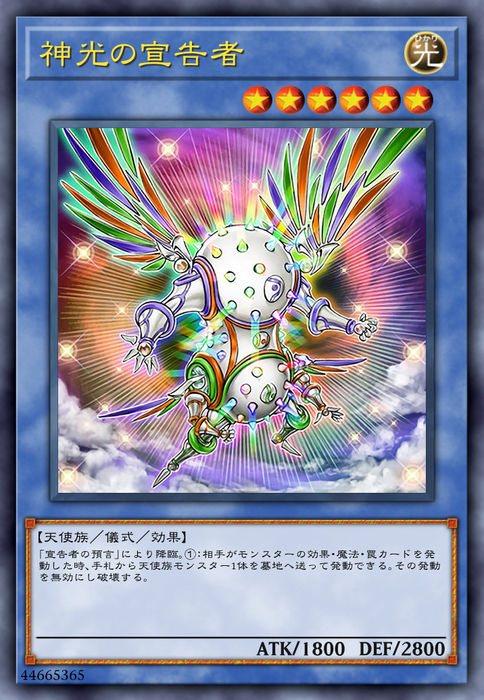 神光の宣告者
ひかり
光
【天使族／儀式／効果】
「宣告者の預言」により降臨。①：相手がモンスターの効果・魔法・罠カードを発
動した時、手札から天使族モンスター1体を墓地へ送って発動できる。その発動
を無効にし破壊する。
ATK/1800 DEF/2800
44665365